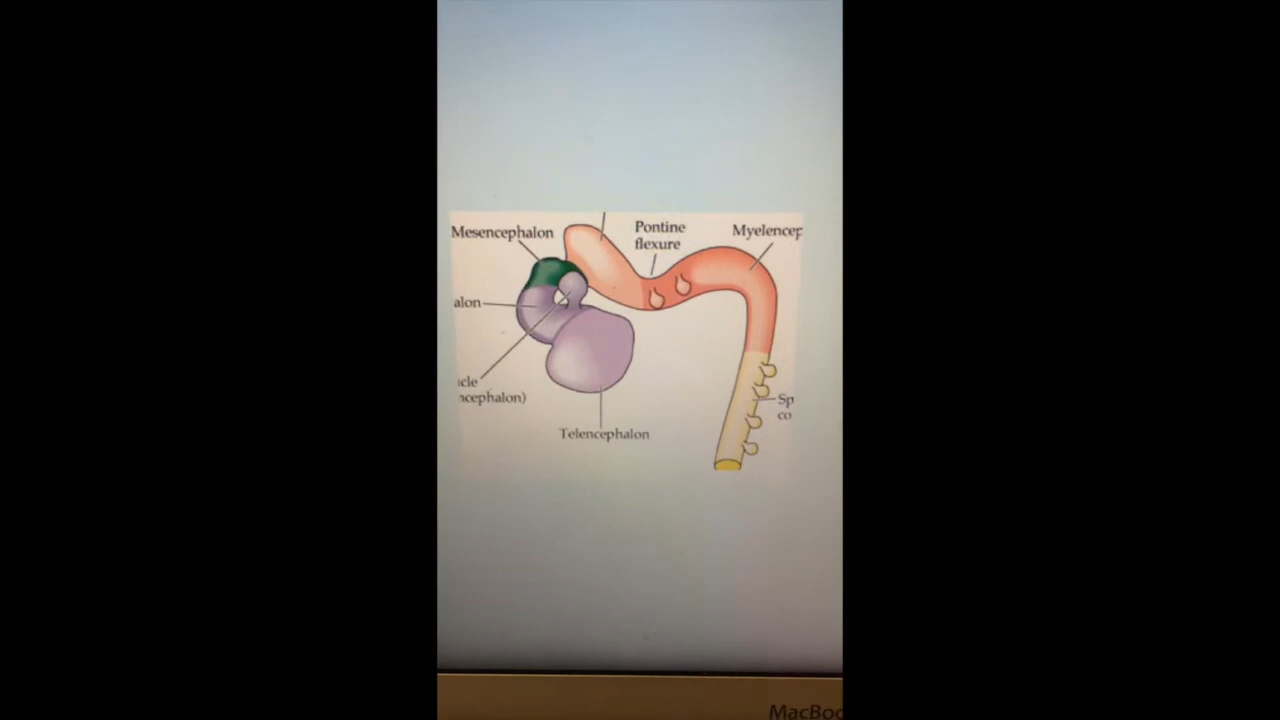 Mesencephalon
Pontine
flexure
Myelencep
alon
icle
ncephalon)
Sp
co
Telencephalon
MacBoo